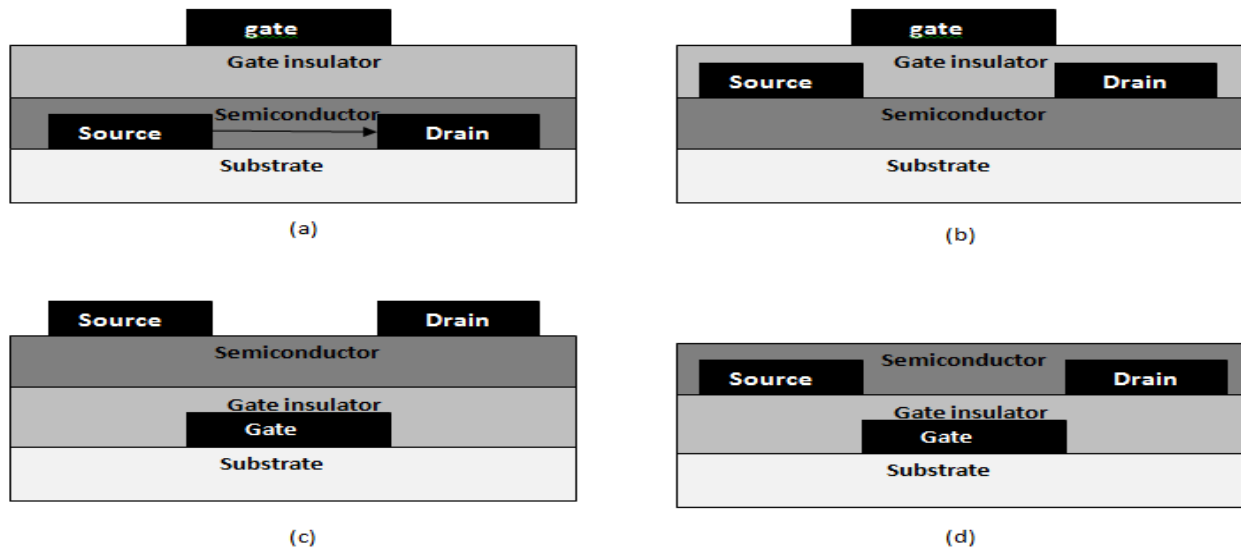 gate
Gate insulator
Semiconductor
Source
Drain
Substrate
(a)
gate
Gate insulator
Source
Drain
Semiconductor
Substrate
(b)
Source
Drain
Semiconductor
Gate insulator
Gate
Substrate
(c)
Semiconductor
Source
Drain
Gate insulator
Gate
Substrate
(d)